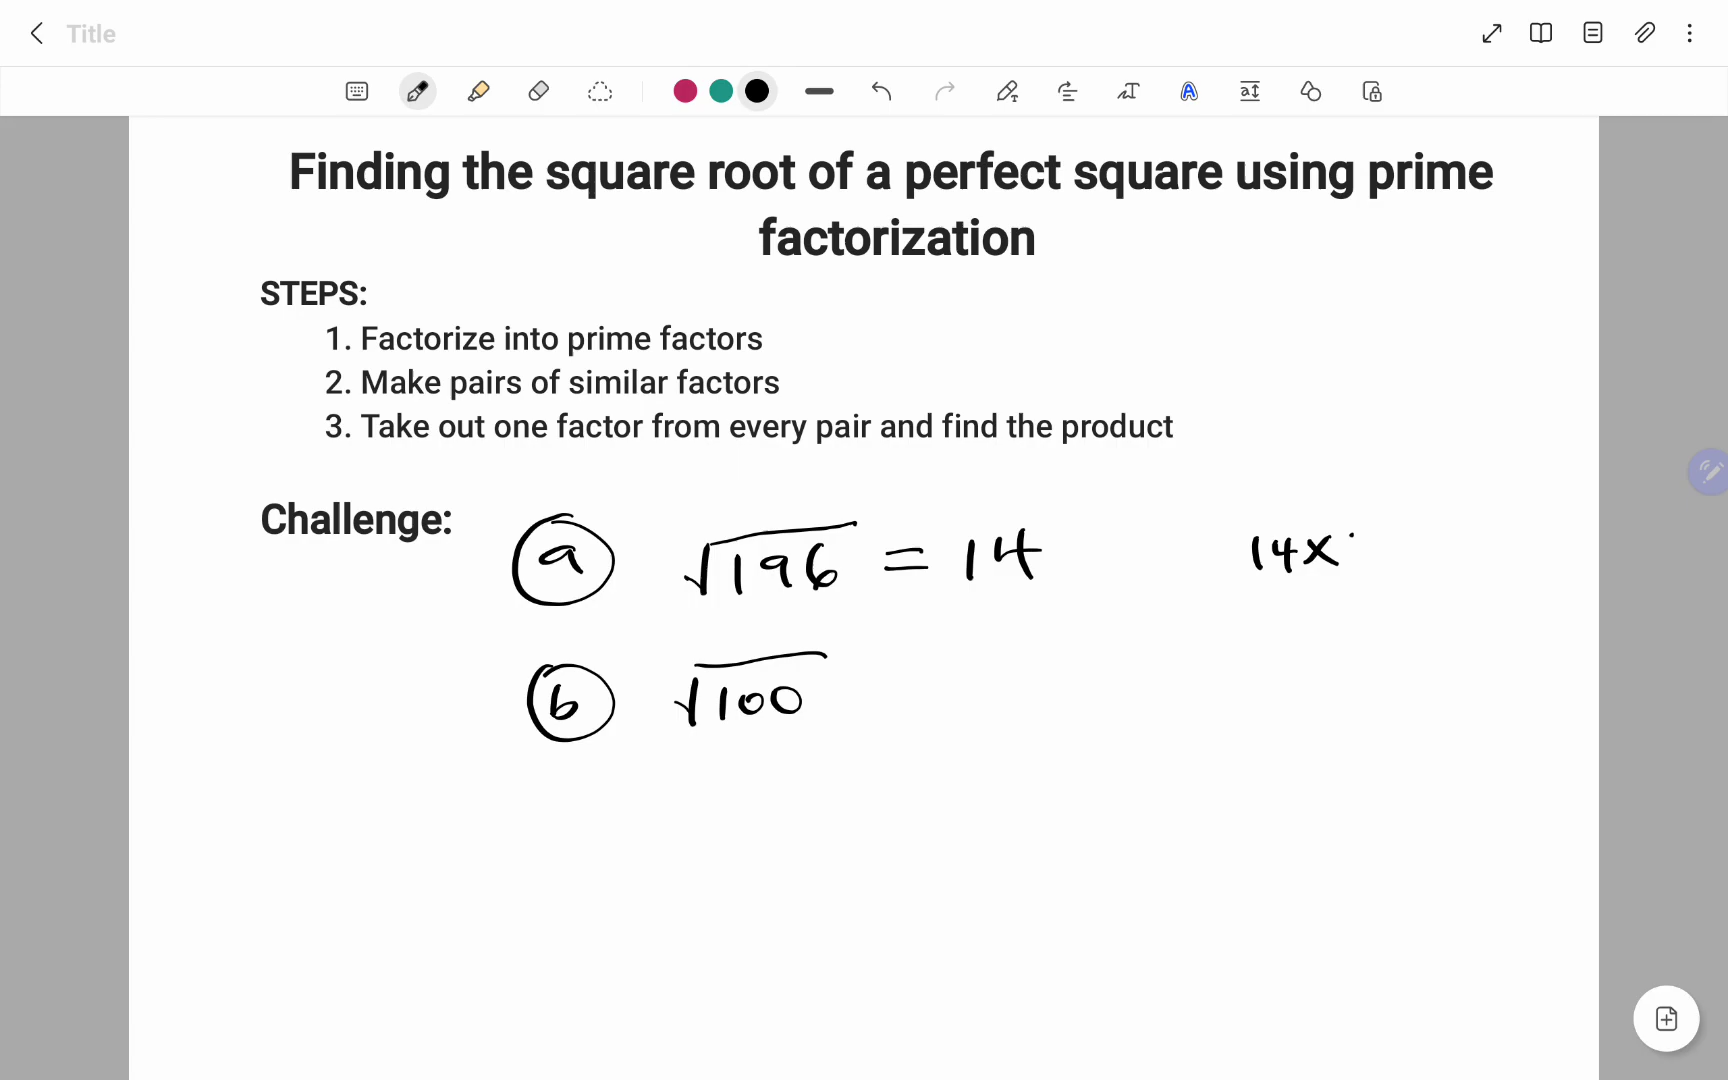 Title
Finding the square root of a perfect square using prime
factorization
STEPS:
1. Factorize into prime factors
2. Make pairs of similar factors
3. Take out one factor from every pair and find the product
Challenge: a √196 = 14 14x
b √100